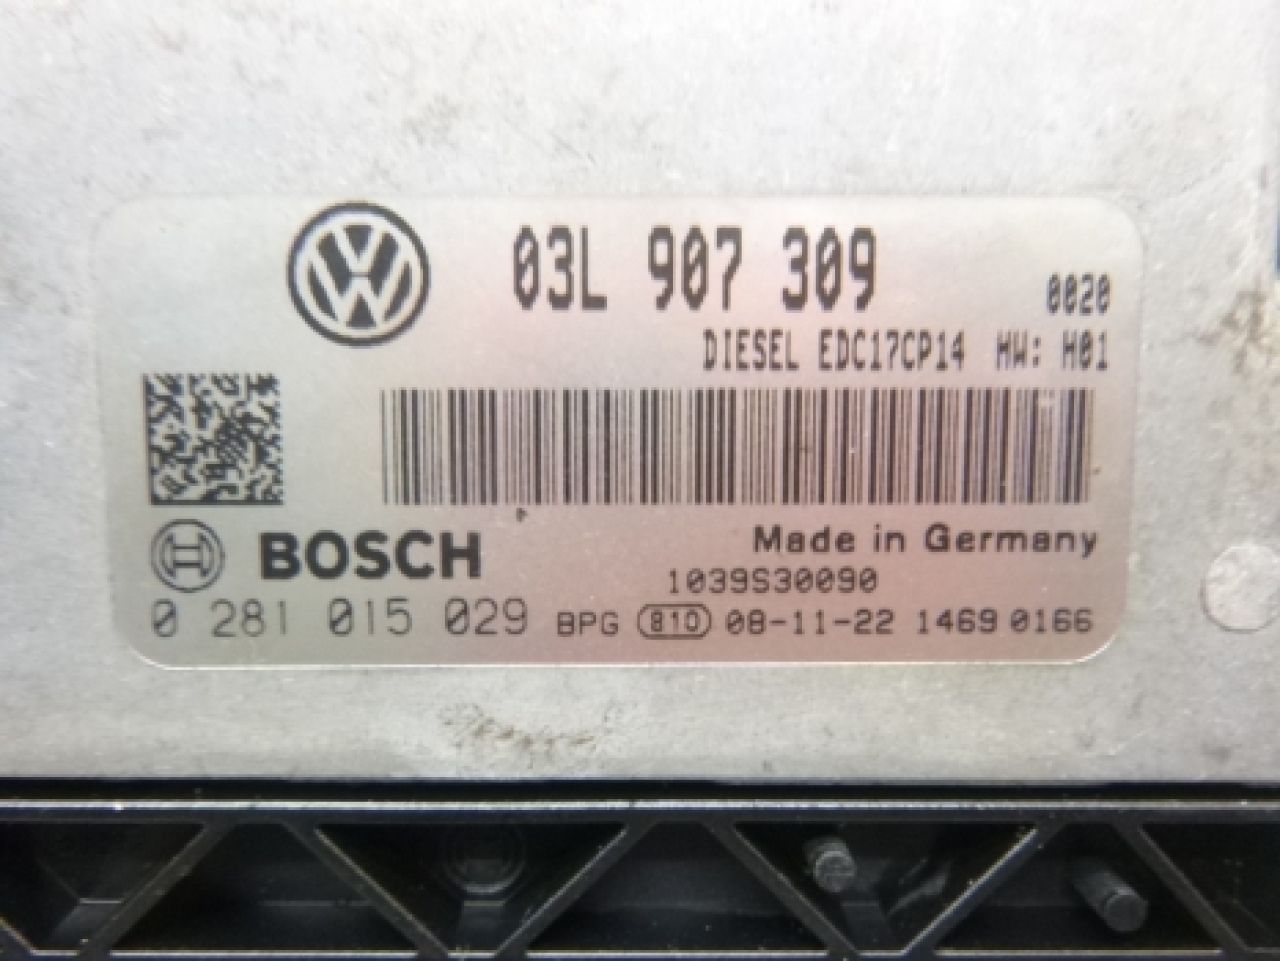 03L 907 309
0020
DIESEL EDC17CP14 HW: H01
BOSCH
Made in Germany
1039S30090
0 281 015 029 BPG 810 08-11-22 1469 0166